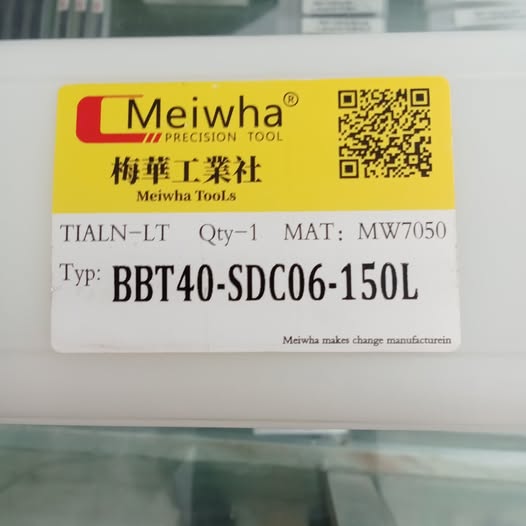 Meiwha®
PRECISION TOOL
梅華工業社
Meiwha TooLs
TIALN-LT Qty-1 MAT: MW7050
Typ: BBT40-SDC06-150L
Meiwha makes change manufacturein